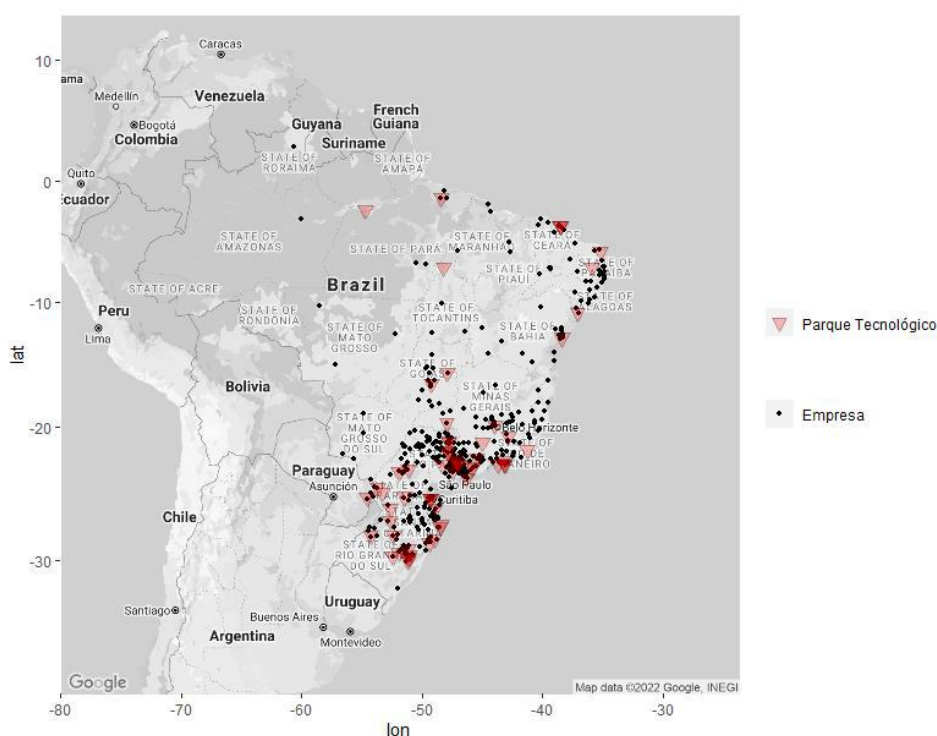 10
0
-10
-20
-30
lat
-80
-70
-60
-50
-40
-30
lon
Caracas
ama
Medellín
Venezuela
Bogotá
Colombia
Guyana
French
Guiana
Suriname
STATE OF
RORAIMA
STATE OF
AMAPÁ
Quito
Ecuador
STATE OF
AMAZONAS
STATE OF PARÁ
STATE OF
MARANHÃ
STATE OF
CEARÁ
STATE OF
PIAUÍ
STATE OF
Brazil
STATE OF ACRE
STATE OF
RONDÔNIA
STATE OF
TOCANTINS
STATE OF
ALAGOAS
Peru
Lima
STATE OF
MATO
GROSSO
STATE OF
BAHIA
STATE OF
Bolivia
STATE OF
MINAS
GERAIS
STATE OF
MATO
GROSSO
DO SUL
Belo Horizonte
STATE OF
Paraguay
Asunción
São Paulo
Curitiba
Chile
STATE OF
RIO GRAN
DO SUL
Santiago
Uruguay
Buenos Aires
Montevideo
Argentina
Google
Map data ©2022 Google, INEGI
Parque Tecnológico
Empresa